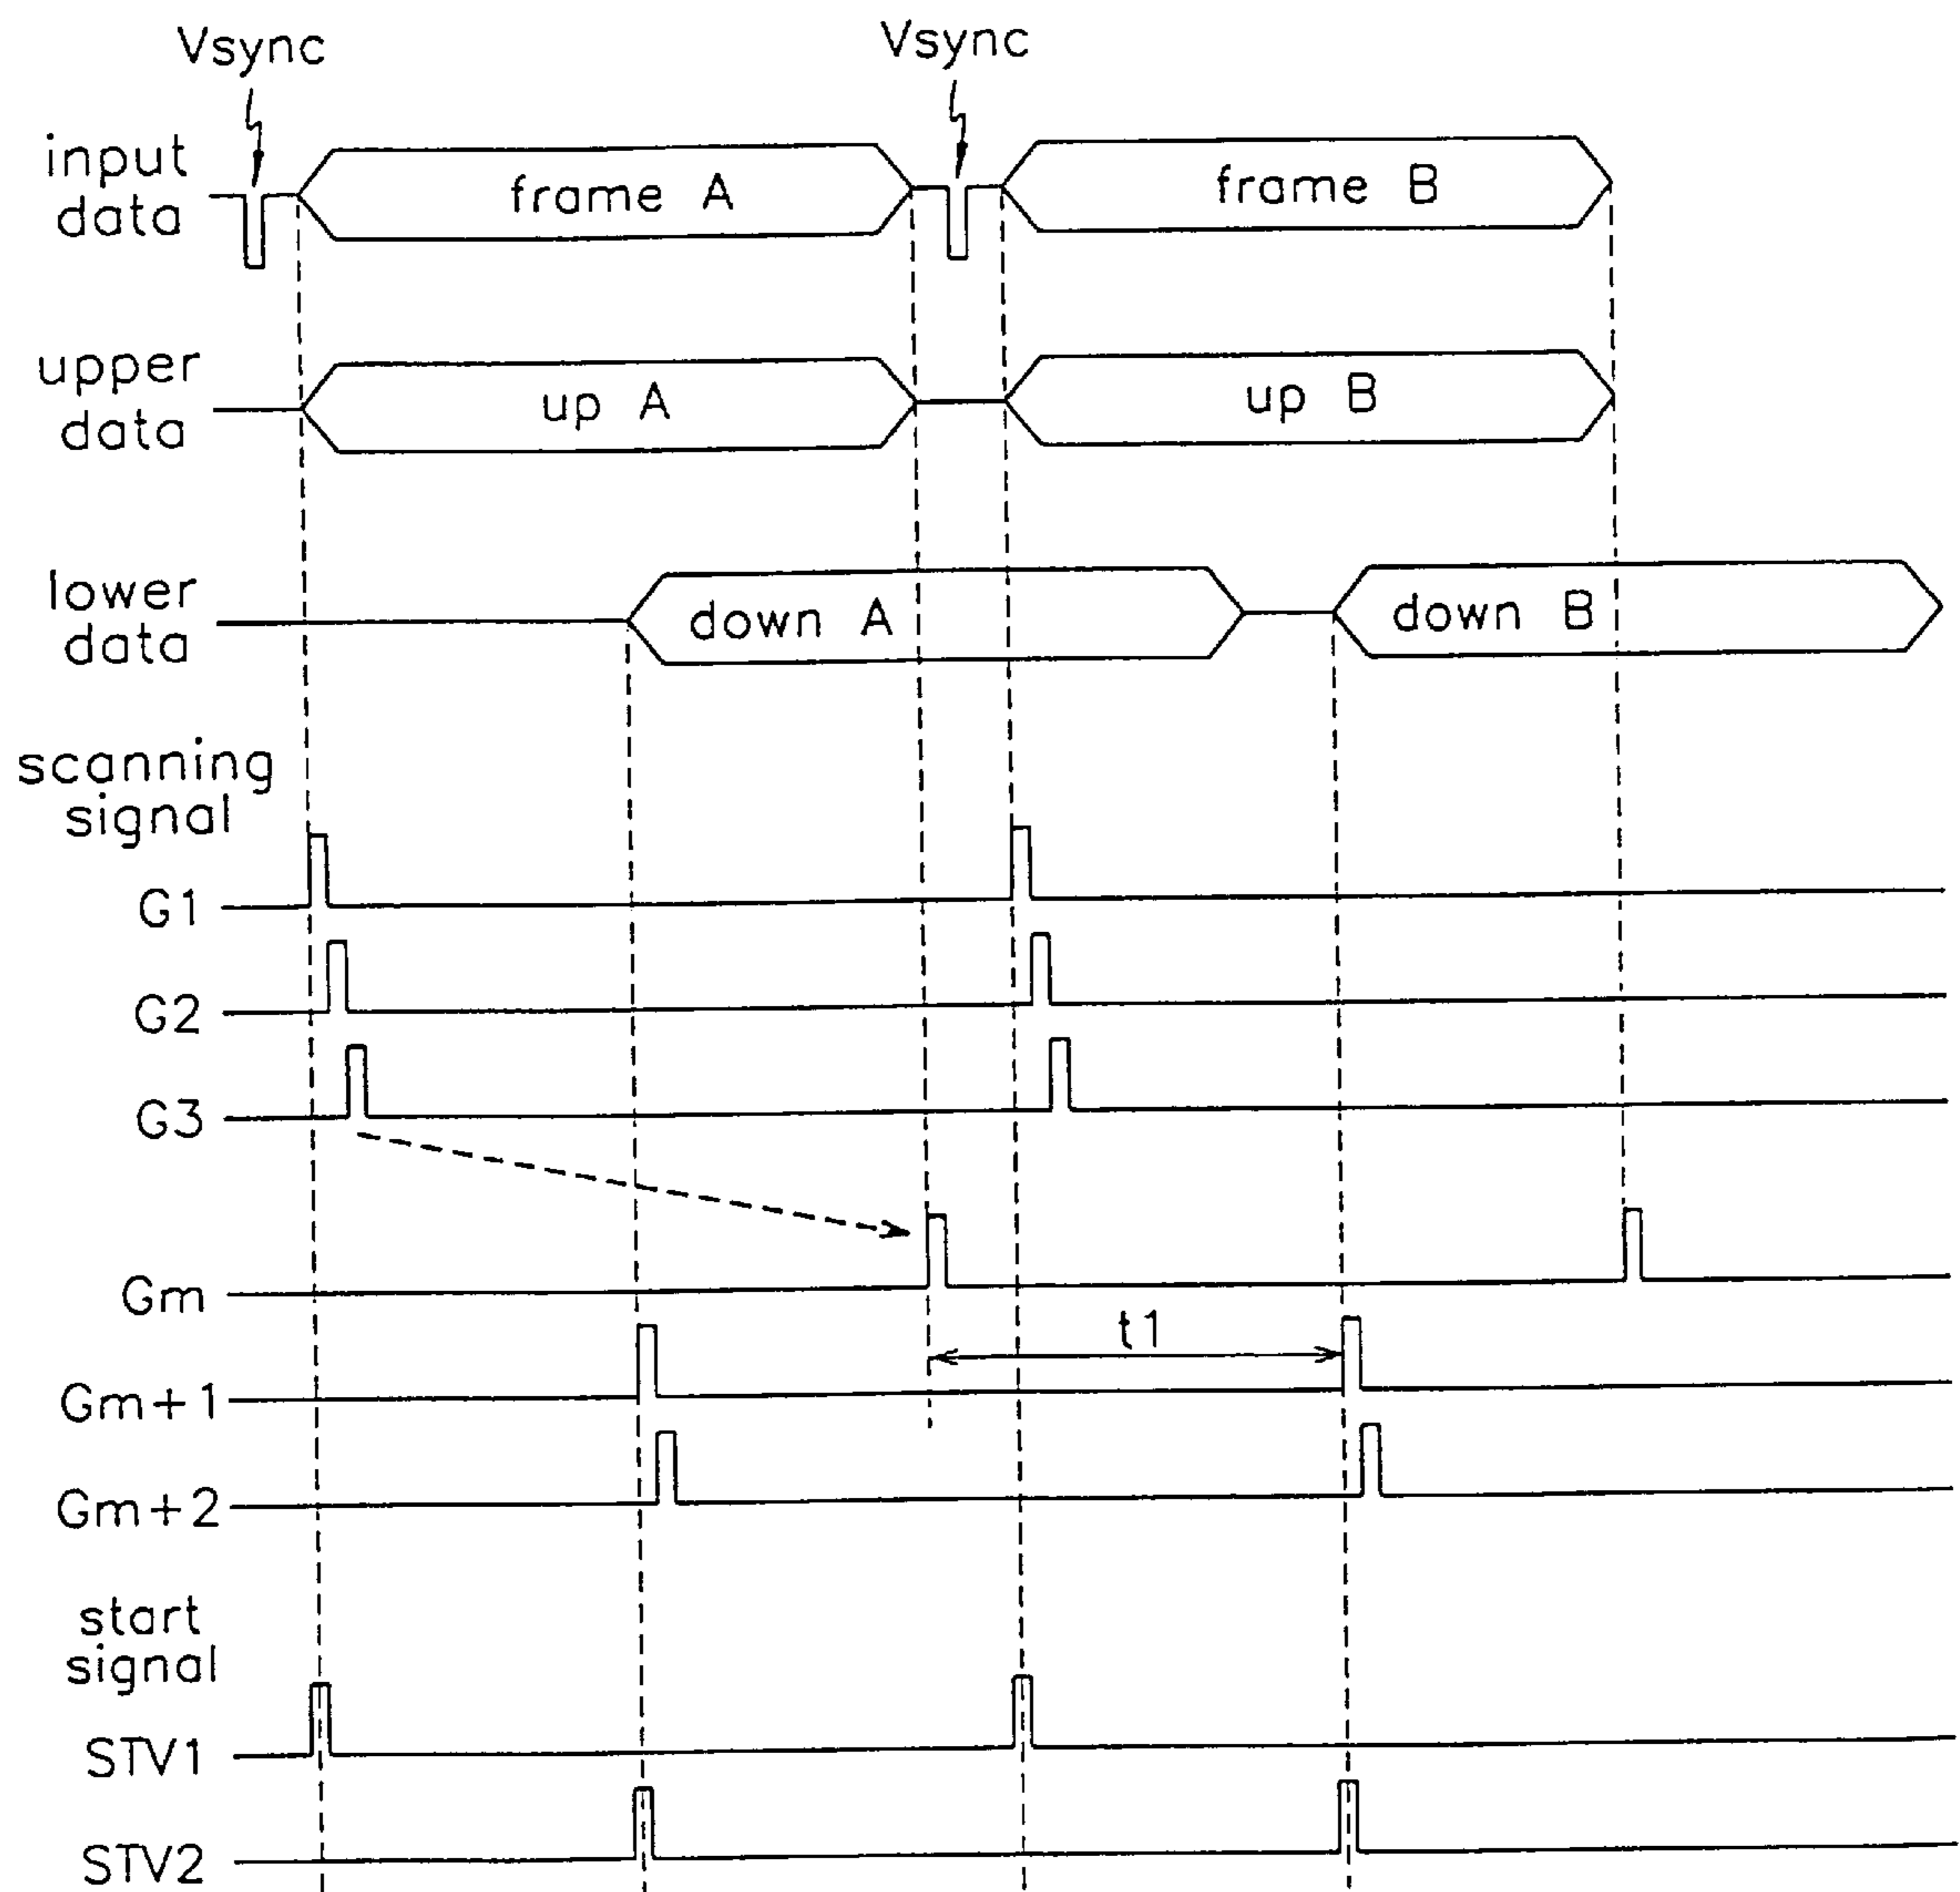 Vsync
Vsync
input
data
frame A
frame B
upper
data
up A
up B
lower
data
down A
down B
scanning
signal
G1
G2
G3
Gm
t1
Gm+1
Gm+2
start
signal
STV1
STV2